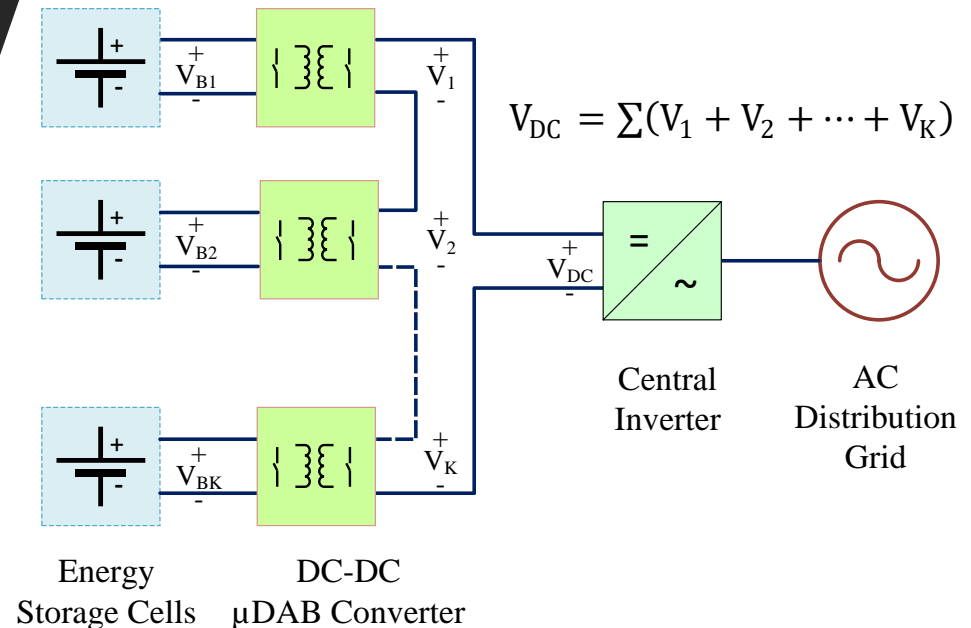 +
-
+
V_B1
-
+
V_1
-
V_DC = ∑(V_1 + V_2 + ⋯ + V_K)
+
-
+
V_B2
-
+
V_2
-
+
V_DC
-
=
~
+
-
+
V_BK
-
+
V_K
-
Central
Inverter
AC
Distribution
Grid
Energy
Storage Cells
DC-DC
µDAB Converter